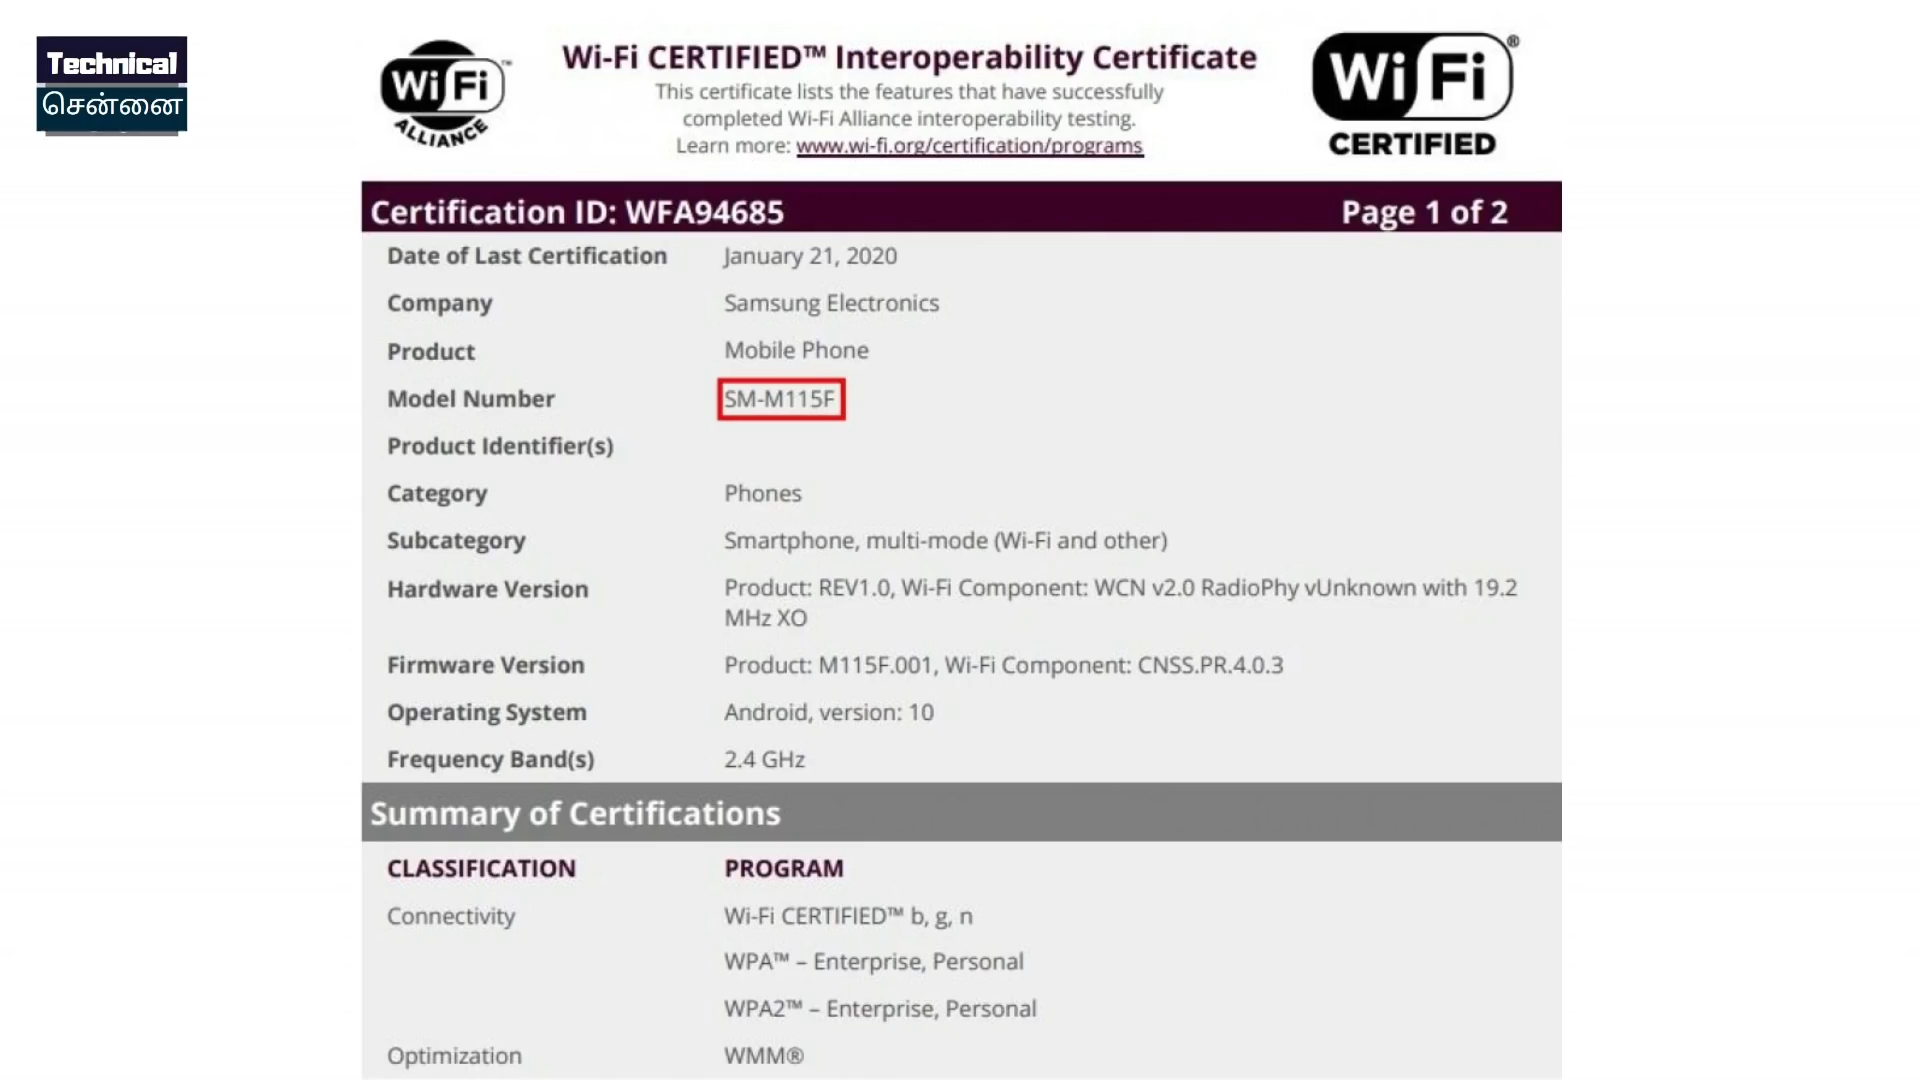 Technical
சென்னை
WiFi™
ALLIANCE
Wi-Fi CERTIFIED™ Interoperability Certificate
This certificate lists the features that have successfully
completed Wi-Fi Alliance interoperability testing.
Learn more: www.wi-fi.org/certification/programs
WiFi®
CERTIFIED
Certification ID: WFA94685 Page 1 of 2
Date of Last Certification January 21, 2020
Company Samsung Electronics
Product Mobile Phone
Model Number SM-M115F
Product Identifier(s)
Category Phones
Subcategory Smartphone, multi-mode (Wi-Fi and other)
Hardware Version Product: REV1.0, Wi-Fi Component: WCN v2.0 RadioPhy vUnknown with 19.2
MHz XO
Firmware Version Product: M115F.001, Wi-Fi Component: CNSS.PR.4.0.3
Operating System Android, version: 10
Frequency Band(s) 2.4 GHz
Summary of Certifications
CLASSIFICATION PROGRAM
Connectivity Wi-Fi CERTIFIED™ b, g, n
WPA™ – Enterprise, Personal
WPA2™ – Enterprise, Personal
Optimization WMM®